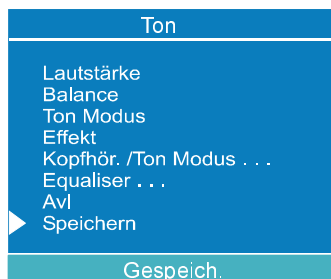 Ton
Lautstärke
Balance
Ton Modus
Effekt
Kopfhör. /Ton Modus . . .
Equaliser . . .
Avl
Speichern
Gespeich.